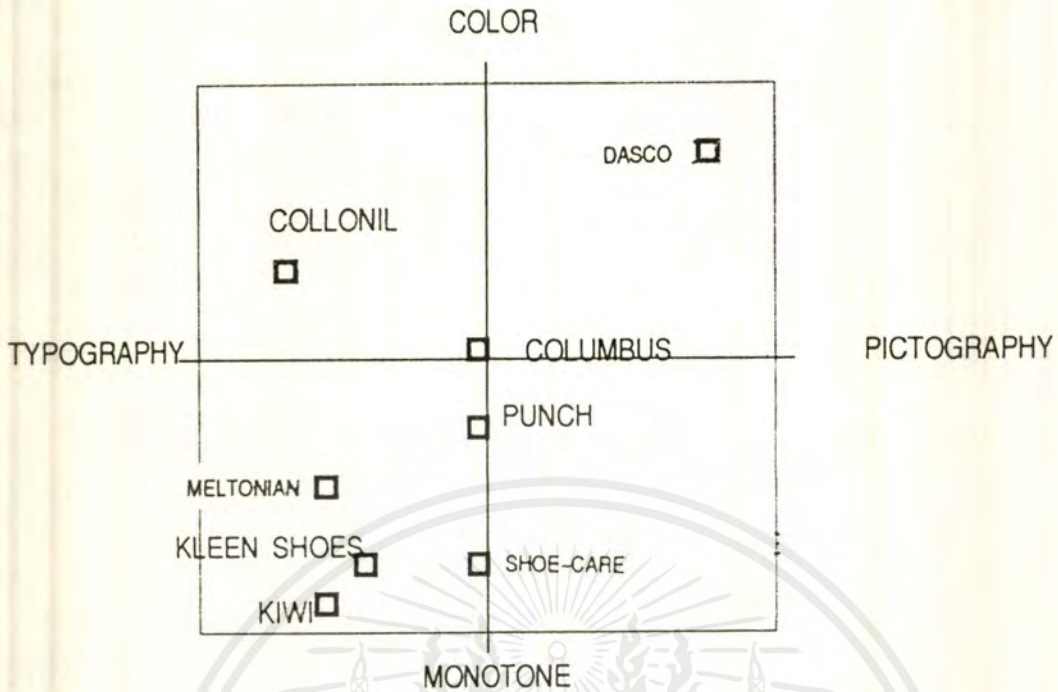 COLOR
DASCO
COLLONIL
TYPOGRAPHY
COLUMBUS
PICTOGRAPHY
PUNCH
MELTONIAN
KLEEN SHOES
SHOE-CARE
KIWI
MONOTONE